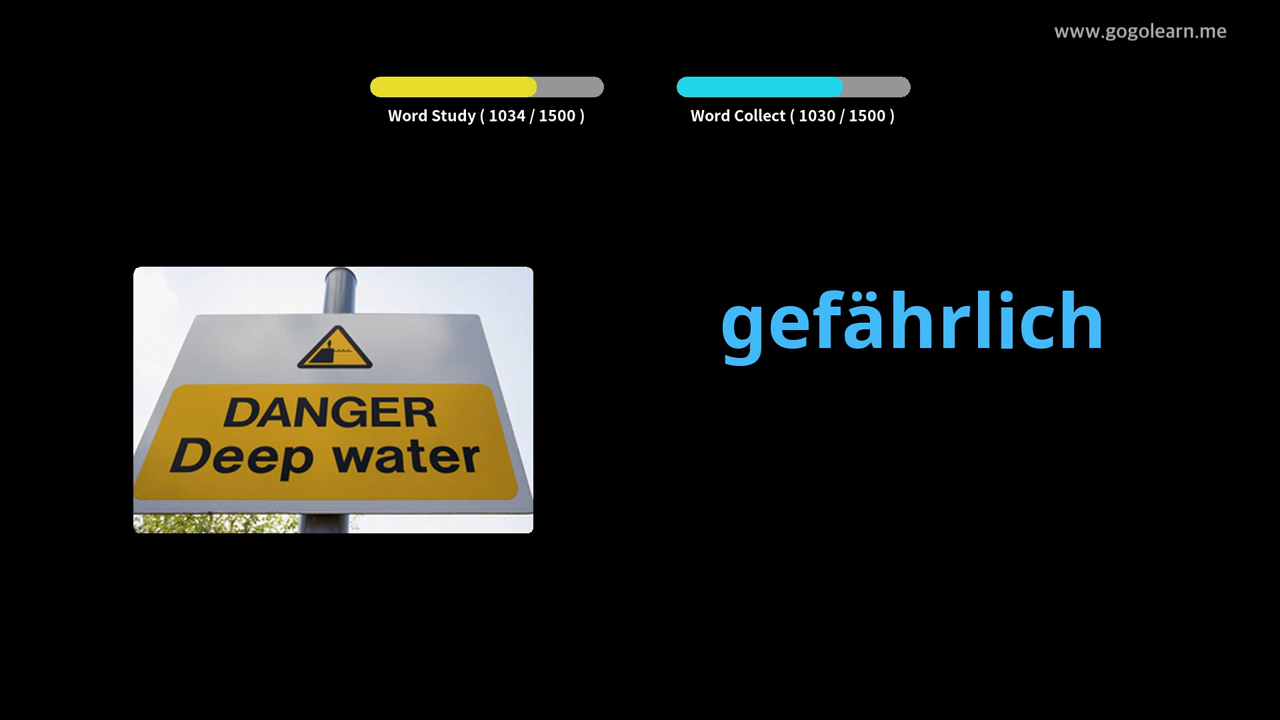 www.gogolearn.me
Word Study ( 1034 / 1500 )
Word Collect ( 1030 / 1500 )
DANGER
Deep water
gefährlich